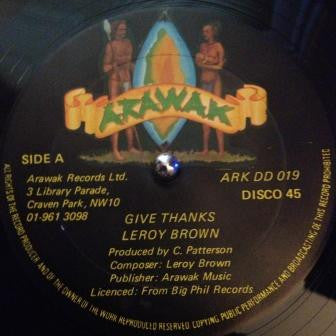 ARAWAK
SIDE A
Arawak Records Ltd.
3 Library Parade,
Craven Park, NW10
01-961 3098
ARK DD 019
DISCO 45
GIVE THANKS
LEROY BROWN
Produced by C. Patterson
Composer: Leroy Brown
Publisher: Arawak Music
Licenced: From Big Phil Records
ALL RIGHTS OF THE RECORD PRODUCER AND OF THE OWNER OF THE WORK REPRODUCED RESERVED COPYING PUBLIC PERFORMANCE AND BROADCASTING OF THIS RECORD PROHIBITED